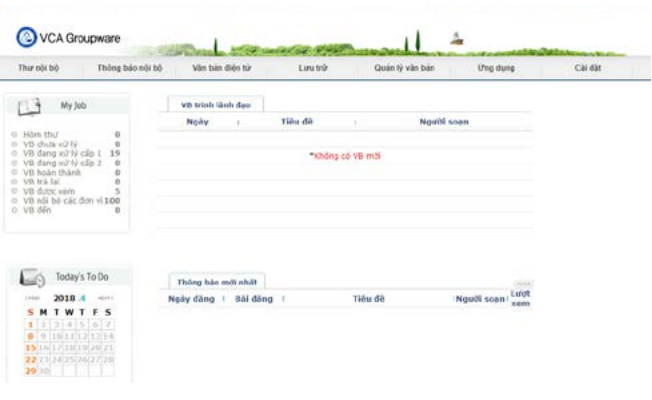 VCA Groupware
Thư nội bộ Thông báo nội bộ Văn bản điện tử Lưu trữ Quản lý văn bản Ứng dụng Cài đặt
My Job
Hòm thư 0
VB chưa xử lý 0
VB đang xử lý cấp 1 19
VB đang xử lý cấp 2 0
VB hoàn thành 0
VB trả lại 0
VB được xem 5
VB nội bộ các đơn vị 100
VB đến 0
VB trình lãnh đạo
Ngày Tiêu đề Người soạn
*Không có VB mới
Today's To Do
2018 .4
S M T W T F S
1 2 3 4 5 6 7
8 9 10 11 12 13 14
15 16 17 18 19 20 21
22 23 24 25 26 27 28
29 30
Thông báo mới nhất
Ngày đăng Bài đăng Tiêu đề Người soạn Lượt xem